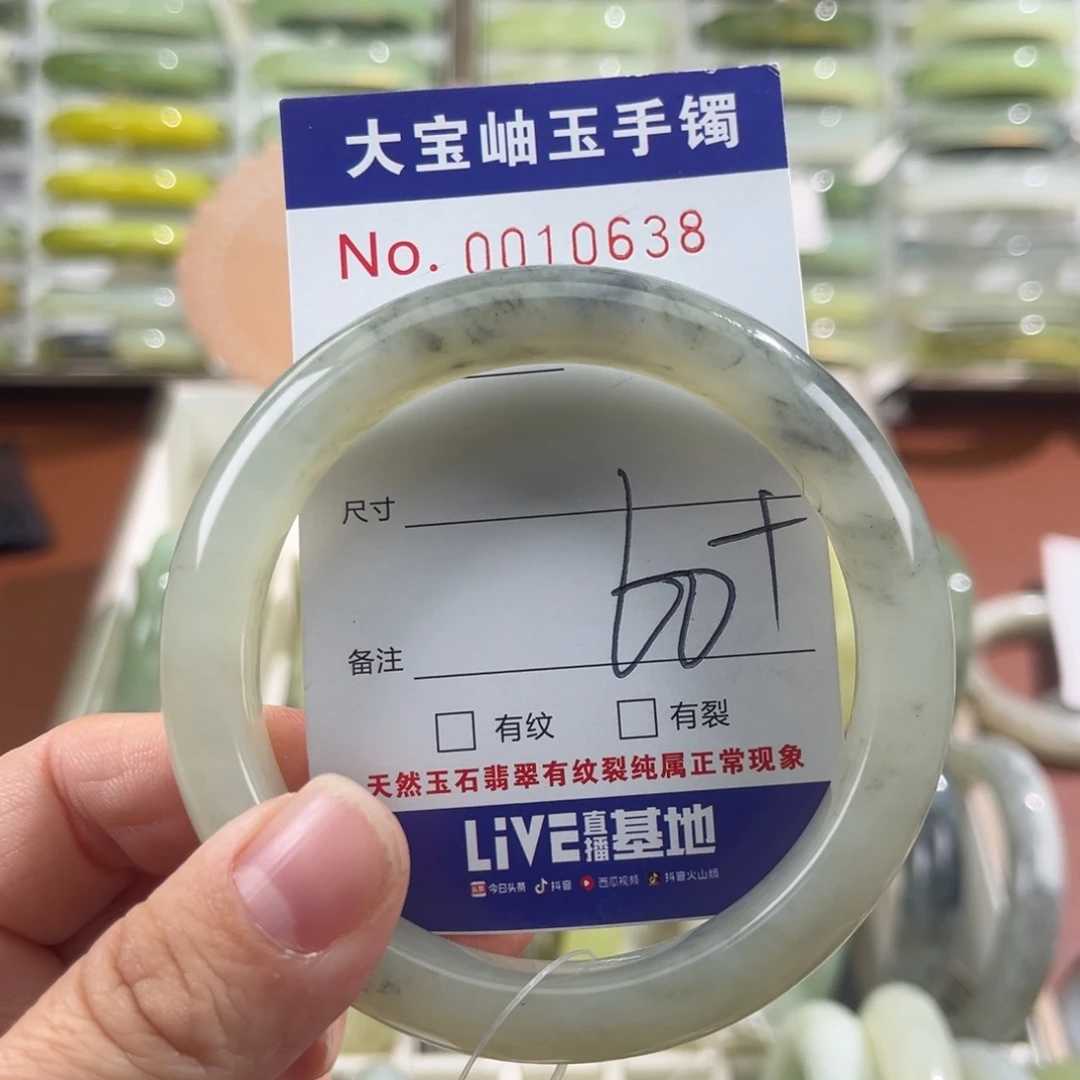 大宝岫玉手镯
No. 0010638
尺寸
60+
备注
有纹 有裂
天然玉石翡翠有纹裂纯属正常现象
LiVE直播基地
头条 今日头条 抖音 西瓜视频 抖音火山版